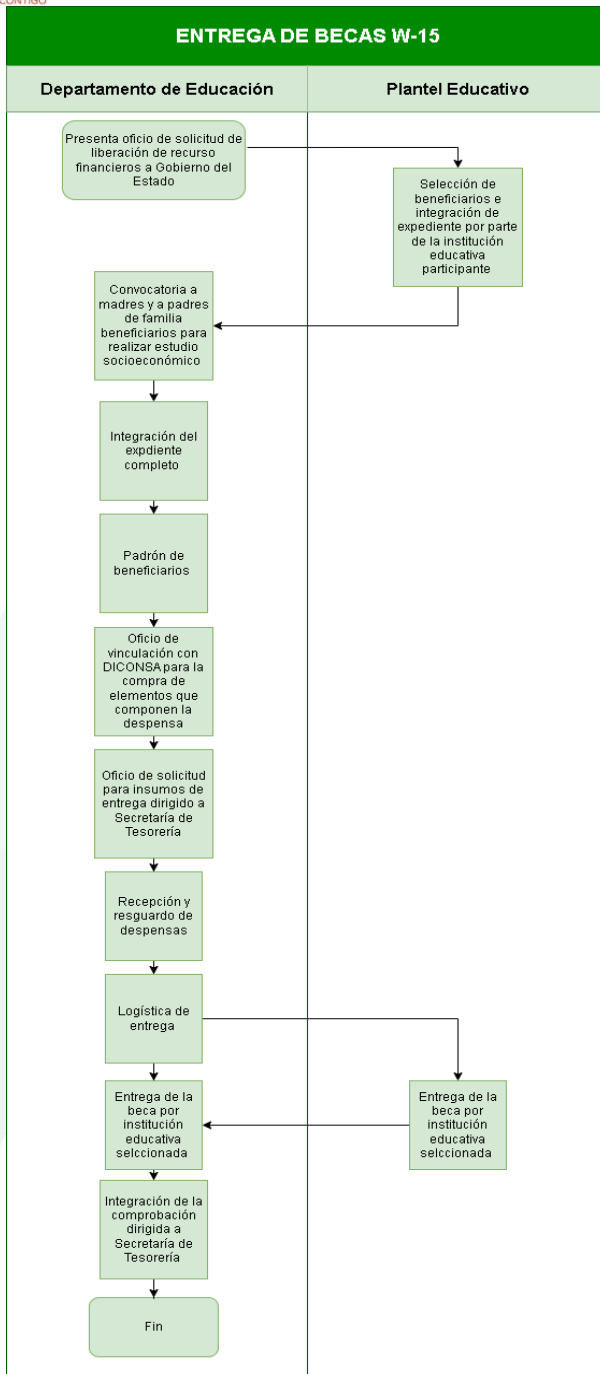 CONTIGO
ENTREGA DE BECAS W-15
Departamento de Educación
Plantel Educativo
Presenta oficio de solicitud de
liberación de recurso
financieros a Gobierno del
Estado
Selección de
beneficiarios e
integración de
expediente por parte
de la institución
educativa
participante
Convocatoria a
madres y a padres
de familia
beneficiarios para
realizar estudio
socioeconómico
Integración del
expdiente
completo
Padrón de
beneficiarios
Oficio de
vinculación con
DICONSA para la
compra de
elementos que
componen la
despensa
Oficio de solicitud
para insumos de
entrega dirigido a
Secretaría de
Tesorería
Recepción y
resguardo de
despensas
Logística de
entrega
Entrega de la
beca por
institución
educativa
selccionada
Entrega de la
beca por
institución
educativa
selccionada
Integración de la
comprobación
dirigida a
Secretaría de
Tesorería
Fin